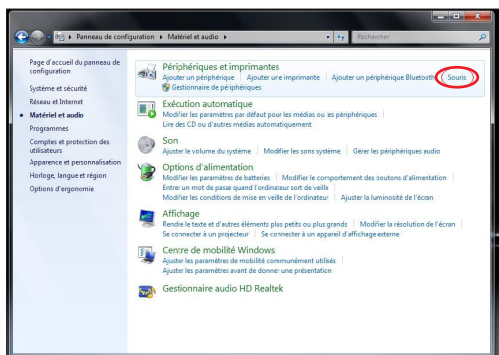 Panneau de configuration ▸ Matériel et audio ▸
Rechercher
Page d'accueil du panneau de
configuration
Système et sécurité
Réseau et Internet
Matériel et audio
Programmes
Comptes et protection des
utilisateurs
Apparence et personnalisation
Horloge, langue et région
Options d'ergonomie
Périphériques et imprimantes
Ajouter un périphérique Ajouter une imprimante Ajouter un périphérique Bluetooth Souris
Gestionnaire de périphériques
Exécution automatique
Modifier les paramètres par défaut pour les médias ou les périphériques
Lire des CD ou d'autres médias automatiquement
Son
Ajuster le volume du système Modifier les sons système Gérer les périphériques audio
Options d'alimentation
Modifier les paramètres de batteries Modifier le comportement des boutons d'alimentation
Entrer un mot de passe quand l'ordinateur sort de veille
Modifier les conditions de mise en veille de l'ordinateur Ajuster la luminosité de l'écran
Affichage
Rendre le texte et d'autres éléments plus petits ou plus grands Modifier la résolution de l'écran
Se connecter à un projecteur Se connecter à un appareil d'affichage externe
Centre de mobilité Windows
Ajuster les paramètres de mobilité communément utilisés
Ajuster les paramètres avant de donner une présentation
Gestionnaire audio HD Realtek